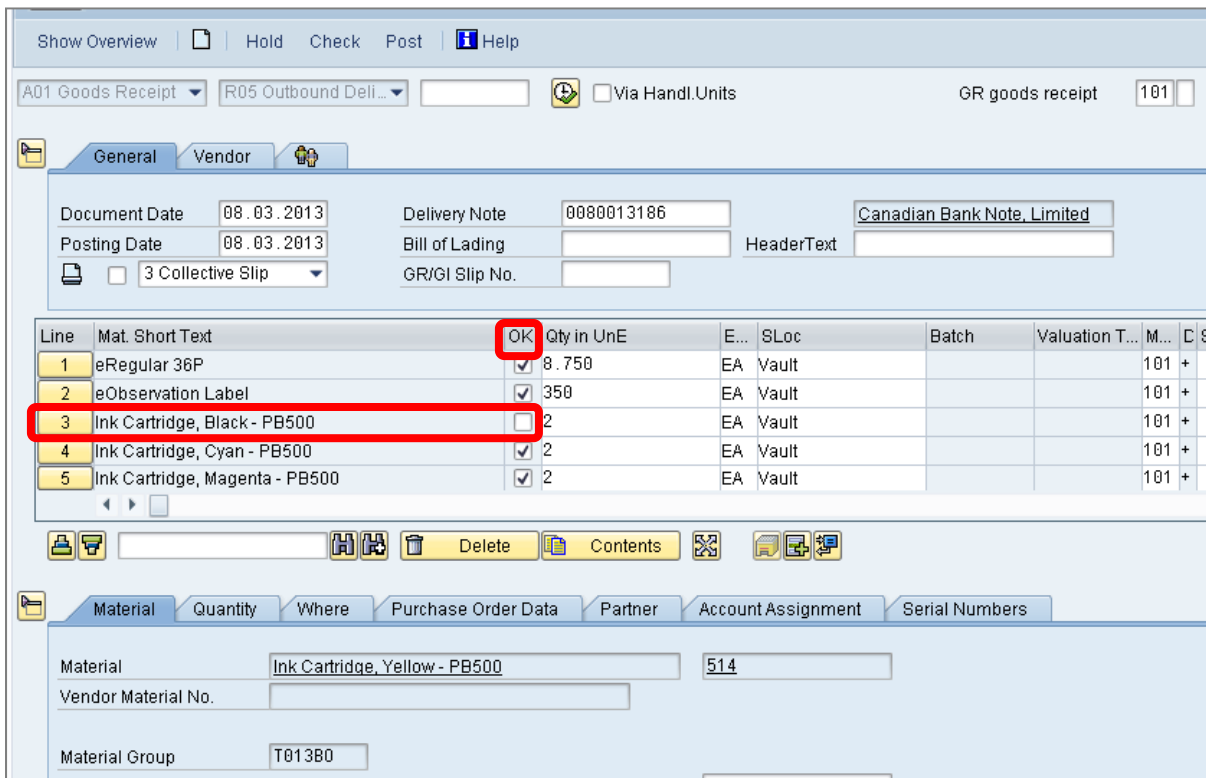 Show Overview Hold Check Post Help
A01 Goods Receipt R05 Outbound Deli... Via Handl.Units GR goods receipt 101
General Vendor
Document Date 08.03.2013 Delivery Note 0080013186 Canadian Bank Note, Limited
Posting Date 08.03.2013 Bill of Lading HeaderText
3 Collective Slip GR/GI Slip No.
Line Mat. Short Text OK Qty in UnE E... SLoc Batch Valuation T... M... D S
1 eRegular 36P 8.750 EA Vault 101 +
2 eObservation Label 350 EA Vault 101 +
3 Ink Cartridge, Black - PB500 2 EA Vault 101 +
4 Ink Cartridge, Cyan - PB500 2 EA Vault 101 +
5 Ink Cartridge, Magenta - PB500 2 EA Vault 101 +
Delete Contents
Material Quantity Where Purchase Order Data Partner Account Assignment Serial Numbers
Material Ink Cartridge, Yellow - PB500 514
Vendor Material No.
Material Group T013B0